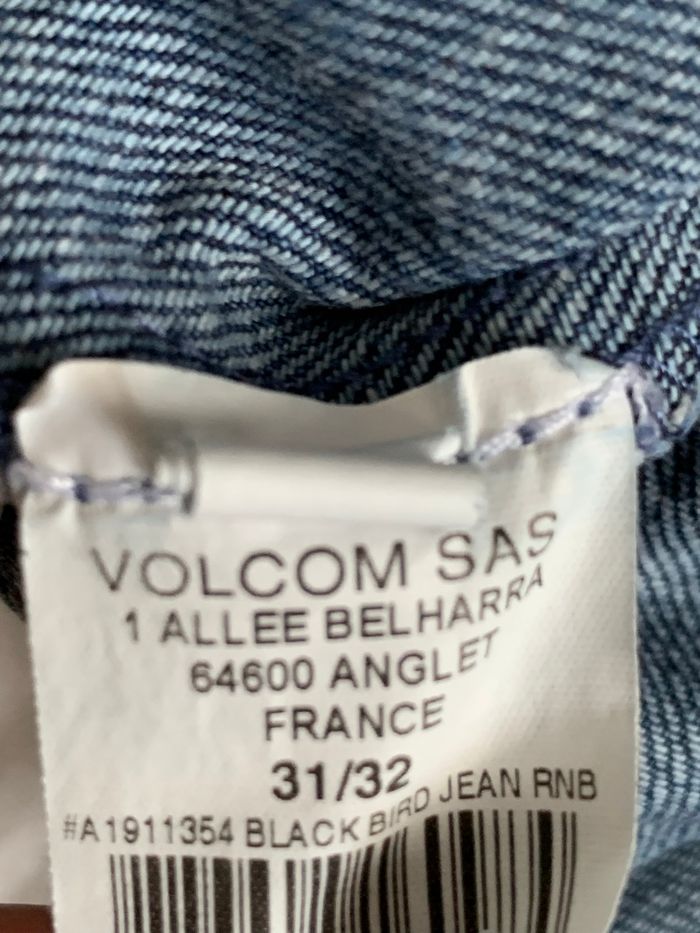 VOLCOM SAS
1 ALLEE BELHARRA
64600 ANGLET
FRANCE
31/32
#A1911354 BLACK BIRD JEAN RNB